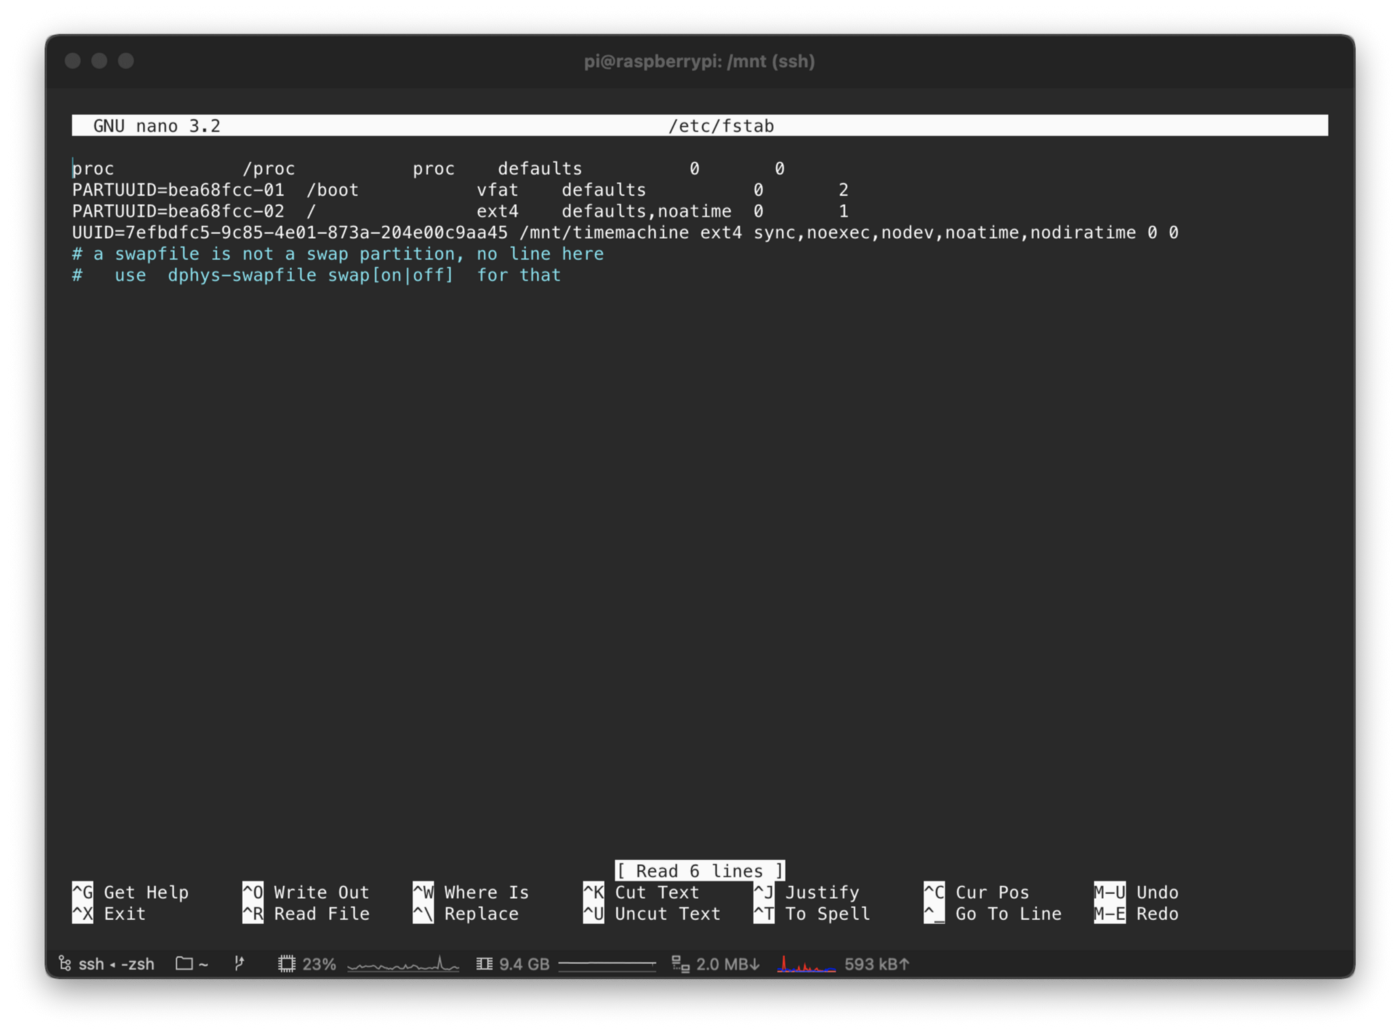 pi@raspberrypi: /mnt (ssh)
GNU nano 3.2 /etc/fstab
proc /proc proc defaults 0 0
PARTUUID=bea68fcc-01 /boot vfat defaults 0 2
PARTUUID=bea68fcc-02 / ext4 defaults,noatime 0 1
UUID=7efbdfc5-9c85-4e01-873a-204e00c9aa45 /mnt/timemachine ext4 sync,noexec,nodev,noatime,nodiratime 0 0
# a swapfile is not a swap partition, no line here
#   use  dphys-swapfile swap[on|off]  for that
[ Read 6 lines ]
^G Get Help ^O Write Out ^W Where Is ^K Cut Text ^J Justify ^C Cur Pos M-U Undo
^X Exit ^R Read File ^\ Replace ^U Uncut Text ^T To Spell ^_ Go To Line M-E Redo
ssh ◂ -zsh ~ 23% 9.4 GB 2.0 MB↓ 593 kB↑